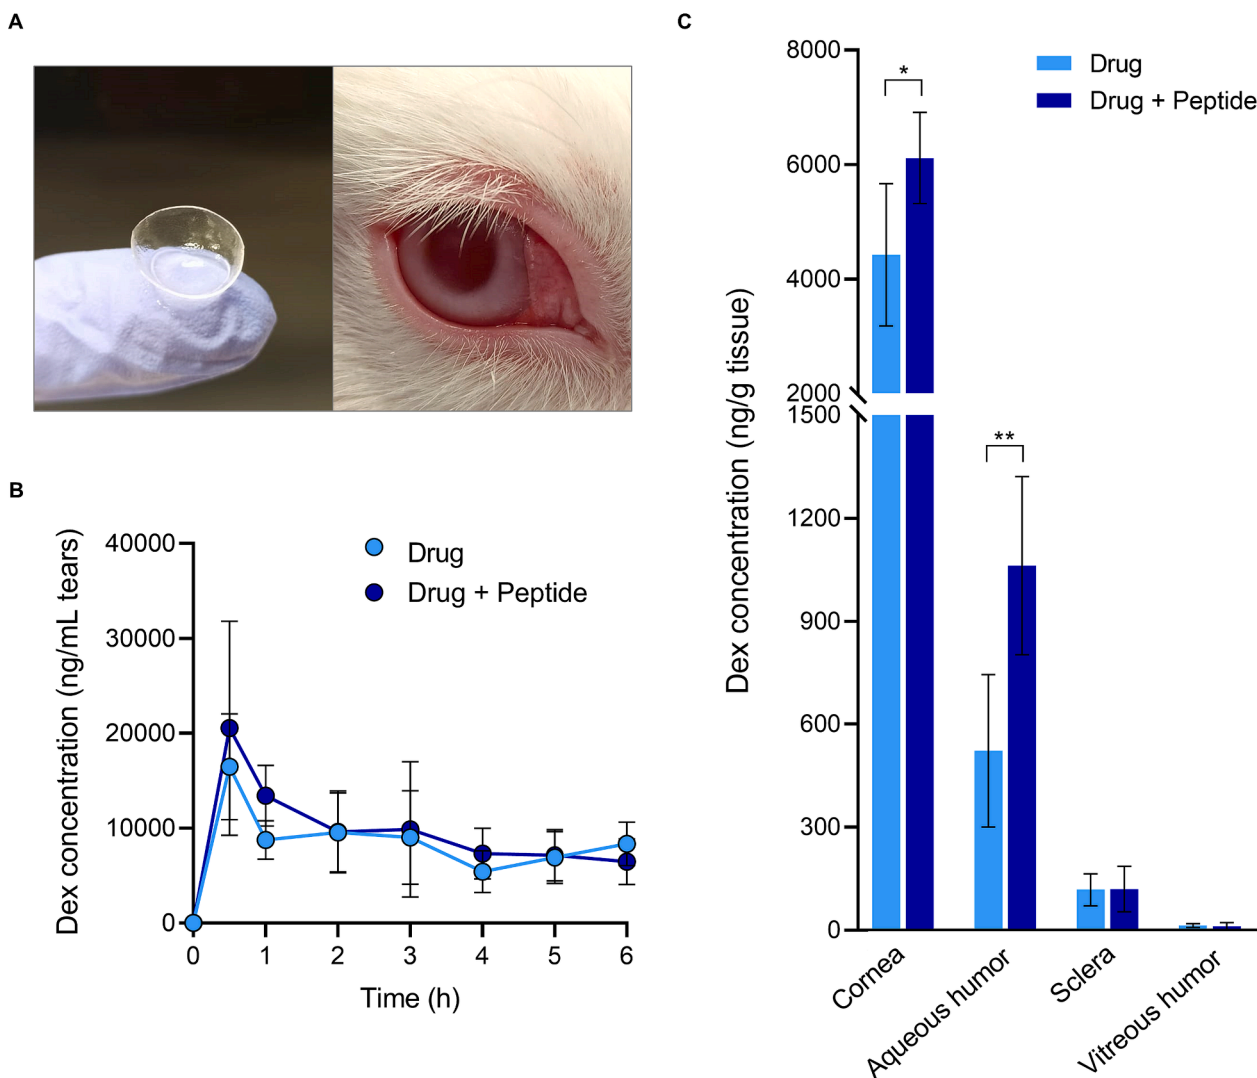 A
B
Dex concentration (ng/mL tears)
40000
30000
20000
10000
0
Drug
Drug + Peptide
0 1 2 3 4 5 6
Time (h)
C
Dex concentration (ng/g tissue)
8000
6000
4000
2000
1500
1200
900
600
300
0
*
**
Drug
Drug + Peptide
Cornea
Aqueous humor
Sclera
Vitreous humor